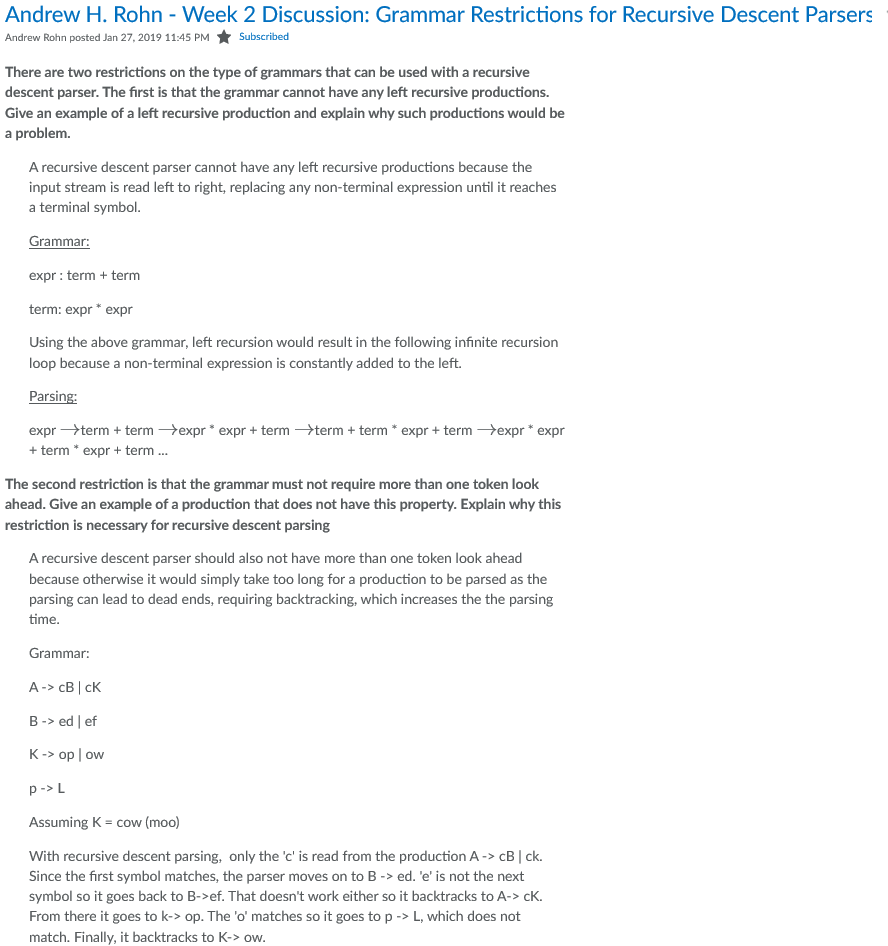 Andrew H. Rohn - Week 2 Discussion: Grammar Restrictions for Recursive Descent Parsers
Andrew Rohn posted Jan 27, 2019 11:45 PM ★ Subscribed
There are two restrictions on the type of grammars that can be used with a recursive
descent parser. The first is that the grammar cannot have any left recursive productions.
Give an example of a left recursive production and explain why such productions would be
a problem.
A recursive descent parser cannot have any left recursive productions because the
input stream is read left to right, replacing any non-terminal expression until it reaches
a terminal symbol.
Grammar:
expr : term + term
term: expr * expr
Using the above grammar, left recursion would result in the following infinite recursion
loop because a non-terminal expression is constantly added to the left.
Parsing:
expr →term + term →expr * expr + term →term + term * expr + term →expr * expr
+ term * expr + term ...
The second restriction is that the grammar must not require more than one token look
ahead. Give an example of a production that does not have this property. Explain why this
restriction is necessary for recursive descent parsing
A recursive descent parser should also not have more than one token look ahead
because otherwise it would simply take too long for a production to be parsed as the
parsing can lead to dead ends, requiring backtracking, which increases the the parsing
time.
Grammar:
A -> cB | cK
B -> ed | ef
K -> op | ow
p -> L
Assuming K = cow (moo)
With recursive descent parsing,  only the 'c' is read from the production A -> cB | ck.
Since the first symbol matches, the parser moves on to B -> ed. 'e' is not the next
symbol so it goes back to B->ef. That doesn't work either so it backtracks to A-> cK.
From there it goes to k-> op. The 'o' matches so it goes to p -> L, which does not
match. Finally, it backtracks to K-> ow.